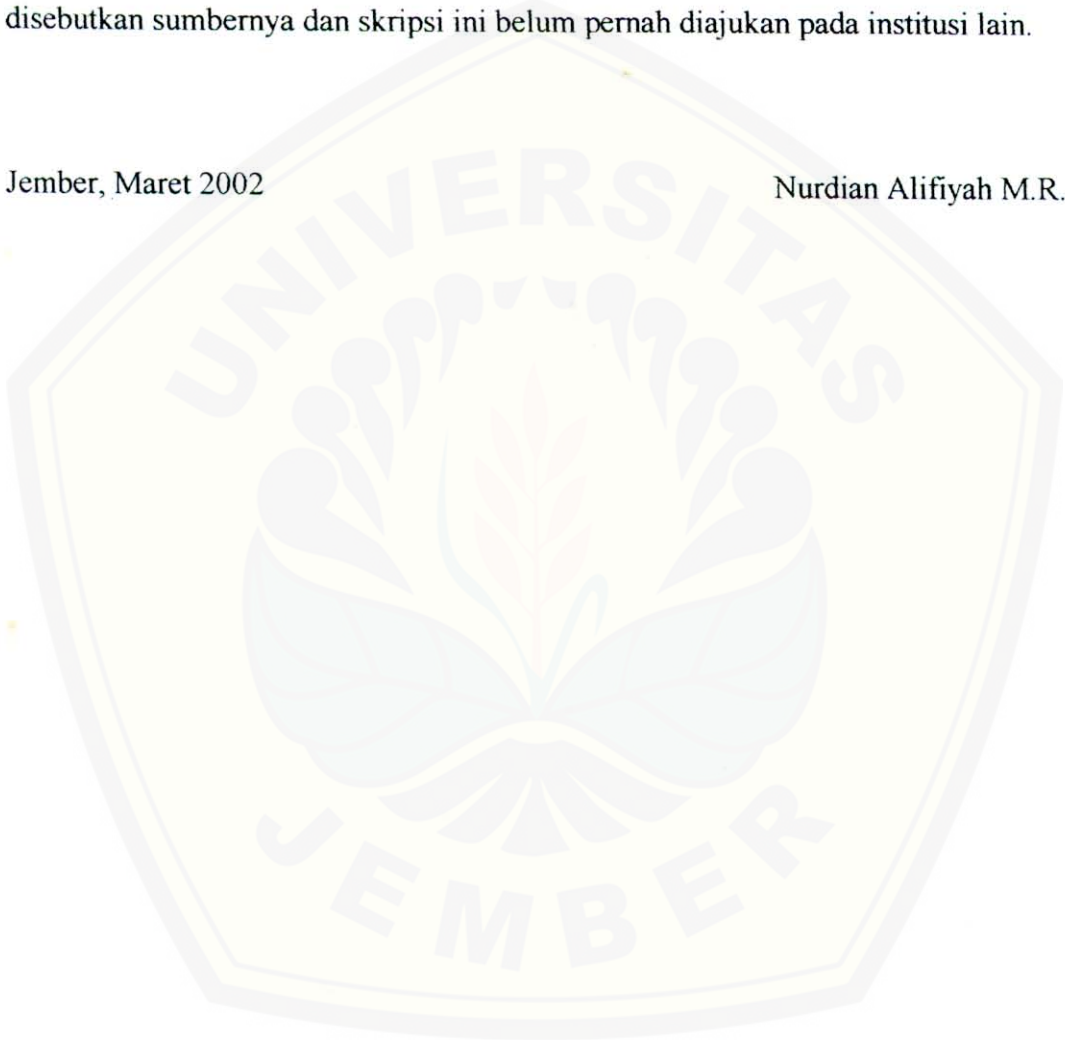 disebutkan sumbernya dan skripsi ini belum pernah diajukan pada institusi lain.
Jember, Maret 2002 Nurdian Alifiyah M.R.
UNIVERSITAS
JEMBER